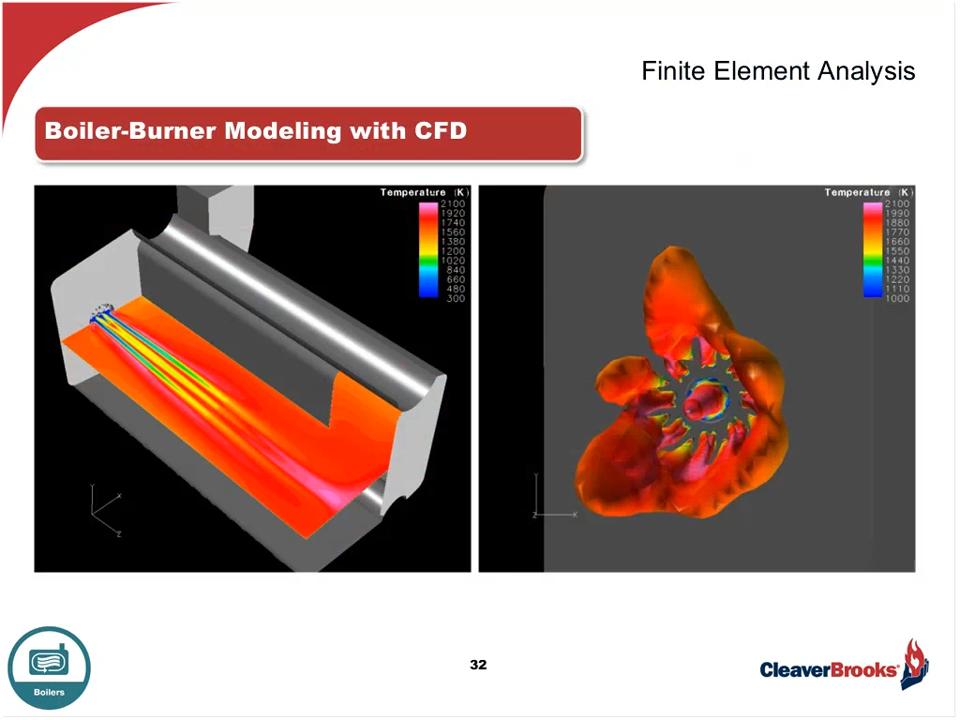 Finite Element Analysis
Boiler-Burner Modeling with CFD
Temperature (K)
2100
1920
1740
1560
1380
1200
1020
840
660
480
300
Y
X
Z
Temperature (K)
2100
1990
1880
1770
1660
1550
1440
1330
1220
1110
1000
Y
Z
X
Boilers
32
CleaverBrooks®